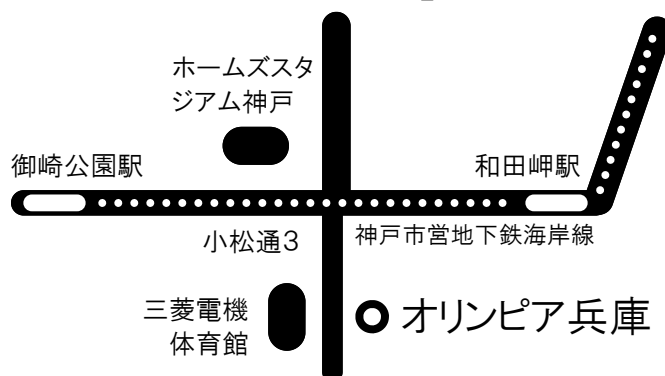 ホームズスタ
ジアム神戸
御崎公園駅
和田岬駅
小松通3
神戸市営地下鉄海岸線
三菱電機
体育館
オリンピア兵庫